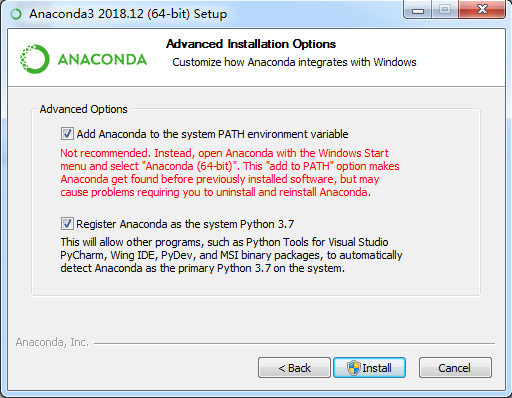 Anaconda3 2018.12 (64-bit) Setup
ANACONDA
Advanced Installation Options
Customize how Anaconda integrates with Windows
Advanced Options
Add Anaconda to the system PATH environment variable
Not recommended. Instead, open Anaconda with the Windows Start
menu and select "Anaconda (64-bit)". This "add to PATH" option makes
Anaconda get found before previously installed software, but may
cause problems requiring you to uninstall and reinstall Anaconda.
Register Anaconda as the system Python 3.7
This will allow other programs, such as Python Tools for Visual Studio
PyCharm, Wing IDE, PyDev, and MSI binary packages, to automatically
detect Anaconda as the primary Python 3.7 on the system.
Anaconda, Inc.
< Back
Install
Cancel